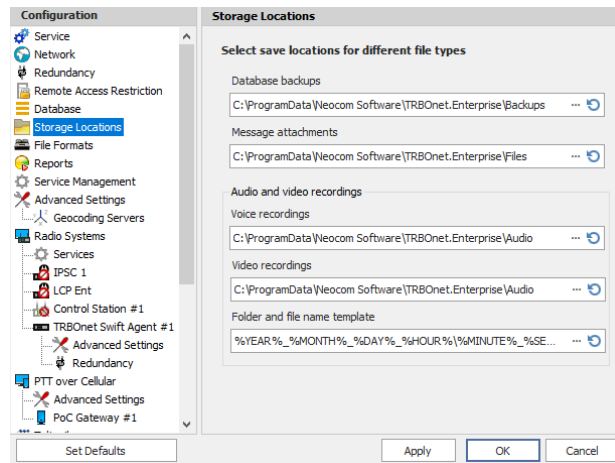 Configuration
Service
Network
Redundancy
Remote Access Restriction
Database
Storage Locations
File Formats
Reports
Service Management
Advanced Settings
Geocoding Servers
Radio Systems
Services
IPSC 1
LCP Ent
Control Station #1
TRBOnet Swift Agent #1
Advanced Settings
Redundancy
PTT over Cellular
Advanced Settings
PoC Gateway #1
Set Defaults
Storage Locations
Select save locations for different file types
Database backups
C:\ProgramData\Neocom Software\TRBOnet.Enterprise\Backups ...
Message attachments
C:\ProgramData\Neocom Software\TRBOnet.Enterprise\Files ...
Audio and video recordings
Voice recordings
C:\ProgramData\Neocom Software\TRBOnet.Enterprise\Audio ...
Video recordings
C:\ProgramData\Neocom Software\TRBOnet.Enterprise\Audio ...
Folder and file name template
%YEAR%_%MONTH%_%DAY%_%HOUR%\%MINUTE%_%SE... ...
Apply
OK
Cancel